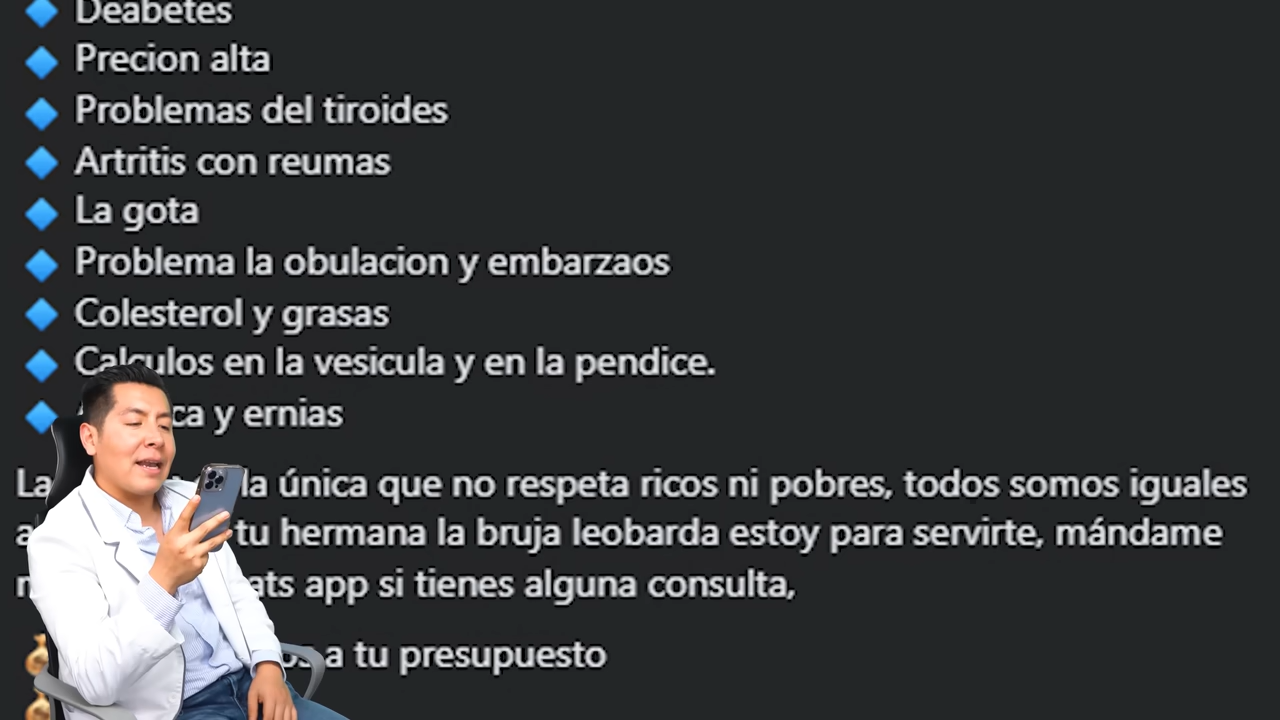 Deabetes
Precion alta
Problemas del tiroides
Artritis con reumas
La gota
Problema la obulacion y embarzaos
Colesterol y grasas
Calculos en la vesicula y en la pendice.
y ernias
La la única que no respeta ricos ni pobres, todos somos iguales
tu hermana la bruja leobarda estoy para servirte, mándame
app si tienes alguna consulta,
a tu presupuesto